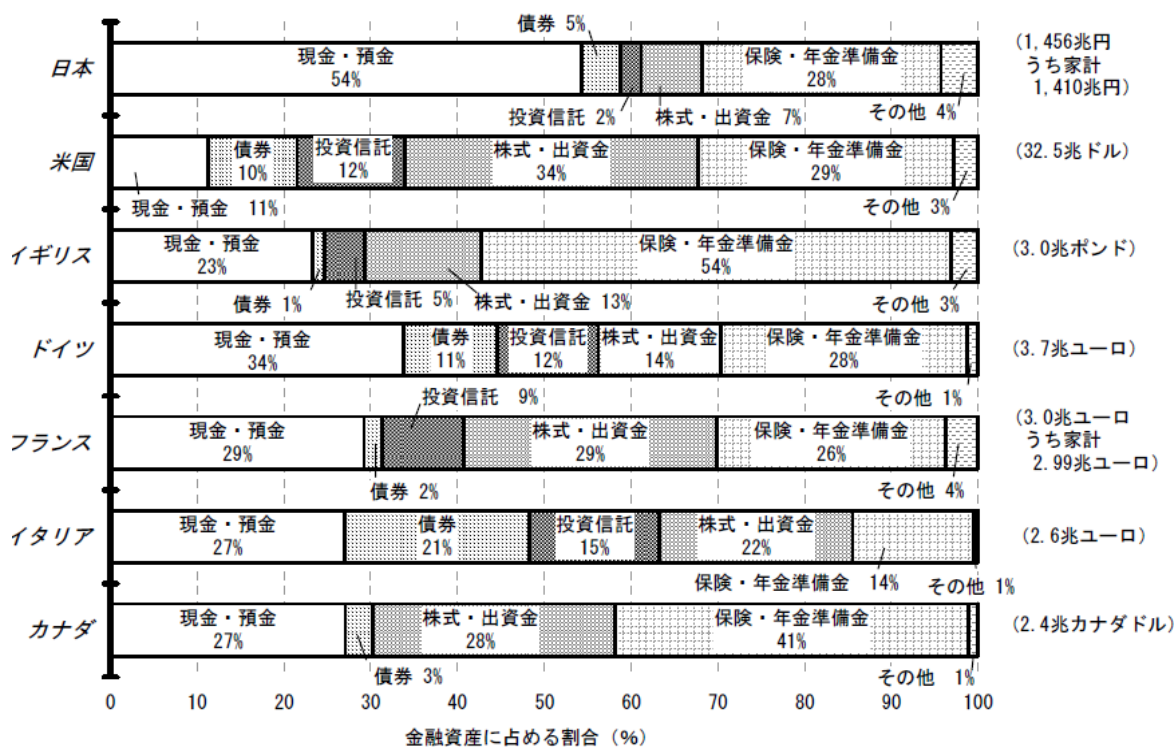 債券 5%
日本
現金・預金
54%
保険・年金準備金
28%
(1,456兆円
うち家計
1,410兆円)
投資信託 2%
株式・出資金 7%
その他 4%
米国
債券
10%
投資信託
12%
株式・出資金
34%
保険・年金準備金
29%
(32.5兆ドル)
現金・預金 11%
その他 3%
イギリス
現金・預金
23%
保険・年金準備金
54%
(3.0兆ポンド)
債券 1%
投資信託 5%
株式・出資金 13%
その他 3%
ドイツ
現金・預金
34%
債券
11%
投資信託
12%
株式・出資金
14%
保険・年金準備金
28%
(3.7兆ユーロ)
その他 1%
投資信託 9%
フランス
現金・預金
29%
株式・出資金
29%
保険・年金準備金
26%
(3.0兆ユーロ
うち家計
2.99兆ユーロ)
債券 2%
その他 4%
イタリア
現金・預金
27%
債券
21%
投資信託
15%
株式・出資金
22%
(2.6兆ユーロ)
保険・年金準備金 14%
その他 1%
カナダ
現金・預金
27%
株式・出資金
28%
保険・年金準備金
41%
(2.4兆カナダドル)
債券 3%
その他 1%
0 10 20 30 40 50 60 70 80 90 100
金融資産に占める割合(%)